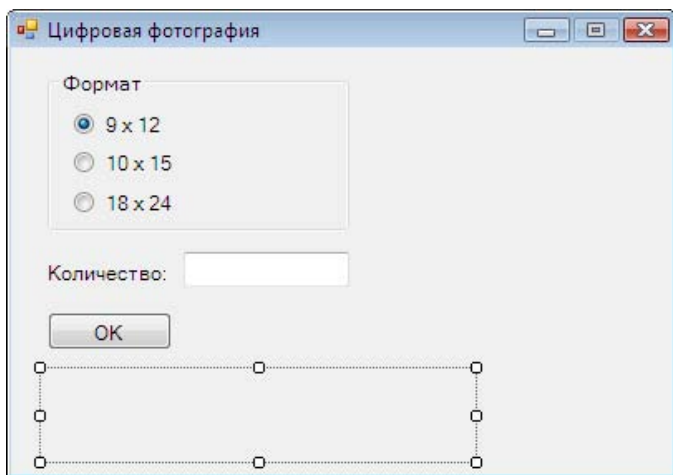 Цифровая фотография
Формат
9 x 12
10 x 15
18 x 24
Количество:
OK